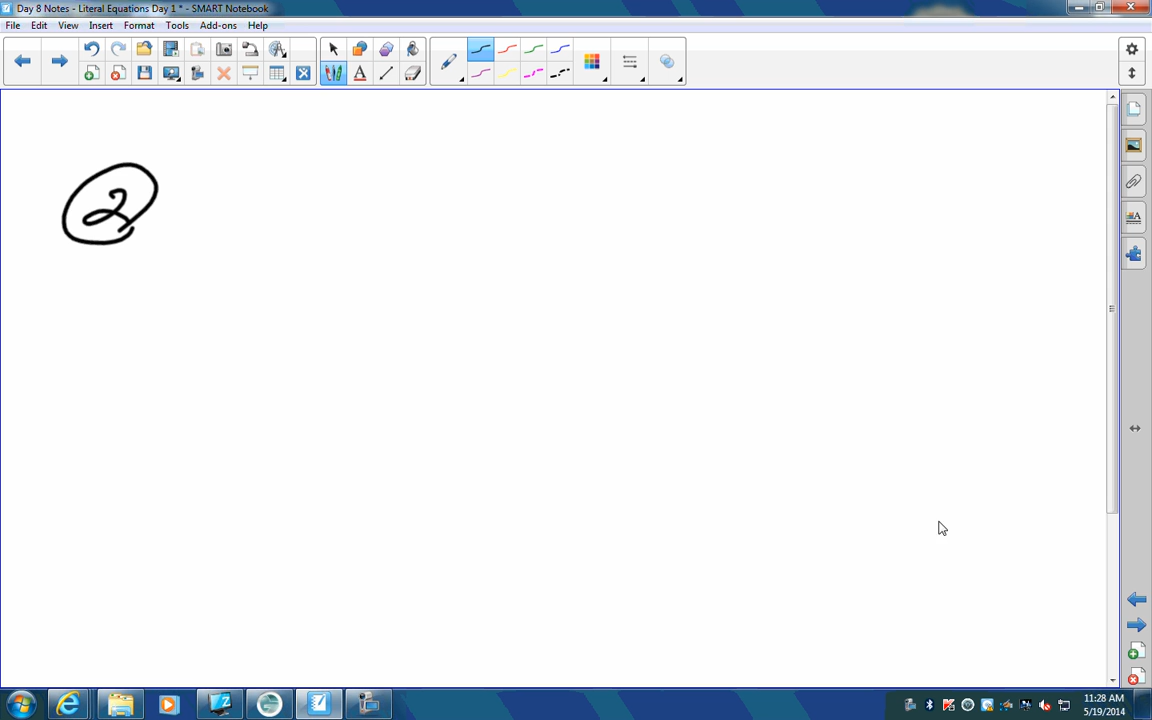 Day 8 Notes - Literal Equations Day 1 * - SMART Notebook
File Edit View Insert Format Tools Add-ons Help
2
11:28 AM
5/19/2014